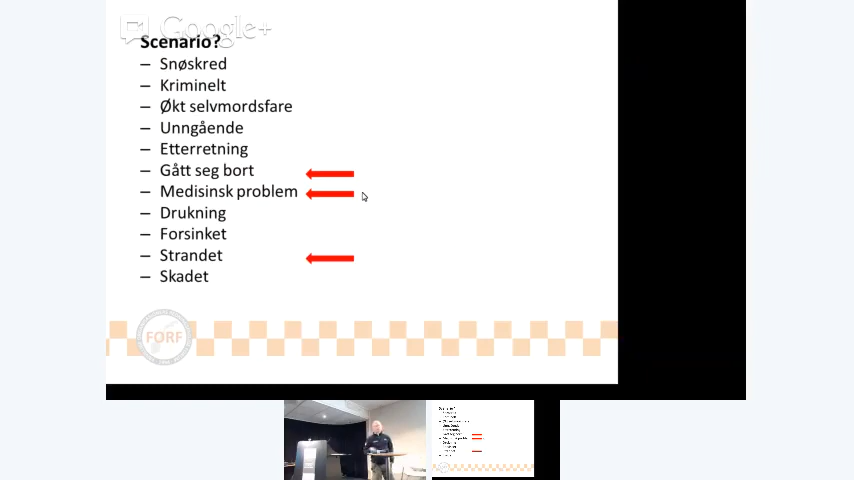 Google+
Scenario?
– Snøskred
– Kriminelt
– Økt selvmordsfare
– Unngående
– Etterretning
– Gått seg bort
– Medisinsk problem
– Drukning
– Forsinket
– Strandet
– Skadet
FORF